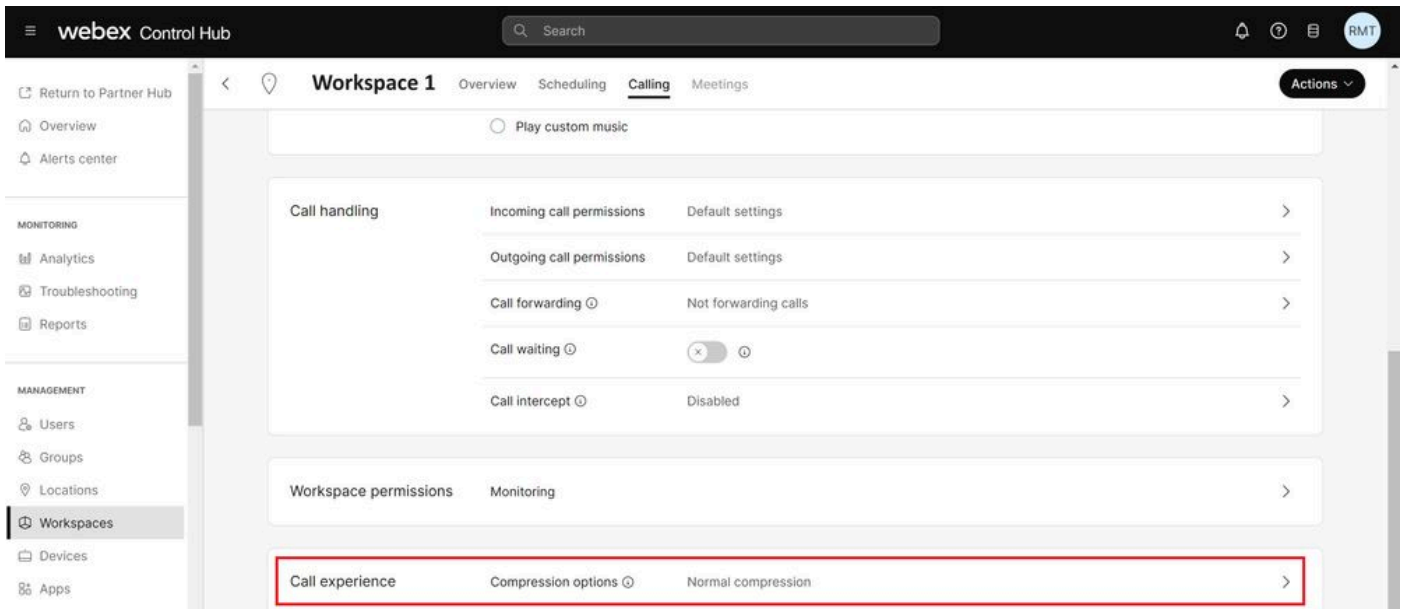 webex Control Hub
Search
RMT
Return to Partner Hub
Overview
Alerts center
MONITORING
Analytics
Troubleshooting
Reports
MANAGEMENT
Users
Groups
Locations
Workspaces
Devices
Apps
Workspace 1 Overview Scheduling Calling Meetings
Actions
Play custom music
Call handling
Incoming call permissions Default settings
Outgoing call permissions Default settings
Call forwarding Not forwarding calls
Call waiting
Call intercept Disabled
Workspace permissions Monitoring
Call experience Compression options Normal compression